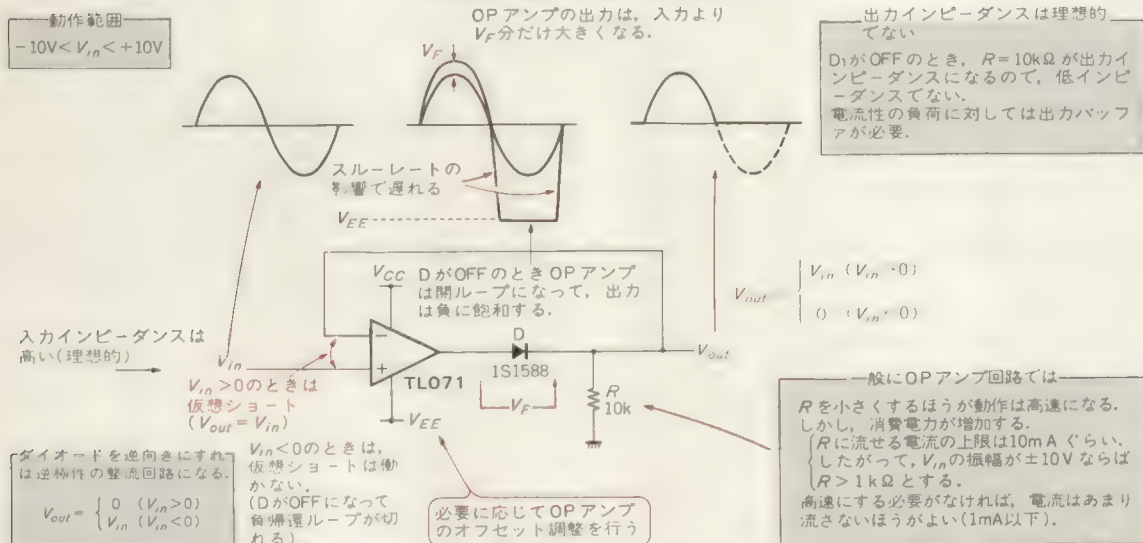 動作範囲
-10V<Vin<+10V
OPアンプの出力は，入力より
VF分だけ大きくなる．
VF
スルーレートの
影響で遅れる
VEE
出力インピーダンスは理想的
でない
D1がOFFのとき，R=10kΩが出力イ
ンピーダンスになるので，低インピ
ーダンスでない．
電流性の負荷に対しては出力バッフ
ァが必要．
VCC
DがOFFのときOPアンプ
は開ループになって，出力
は負に飽和する．
Vout
Vin (Vin
0)
0 (Vin
0)
入力インピーダンスは
高い(理想的)
Vin
−
+
TL071
D
1S1588
VF
Vout
R
10k
VEE
Vin>0のときは
仮想ショート
(Vout=Vin)
Vin<0のときは，
仮想ショートは働
かない．
(DがOFFになって
負帰還ループが切
れる)
ダイオードを逆向きにすれ
は逆極性の整流回路になる．
Vout= { 0 (Vin>0)
Vin (Vin<0)
必要に応じてOPアンプ
のオフセット調整を行う
一般にOPアンプ回路では
Rを小さくするほうが動作は高速になる．
しかし，消費電力が増加する．
Rに流せる電流の上限は10mAぐらい．
したがって，Vinの振幅が±10Vならば
R>1kΩとする．
高速にする必要がなければ，電流はあまり
流さないほうがよい(1mA以下)．